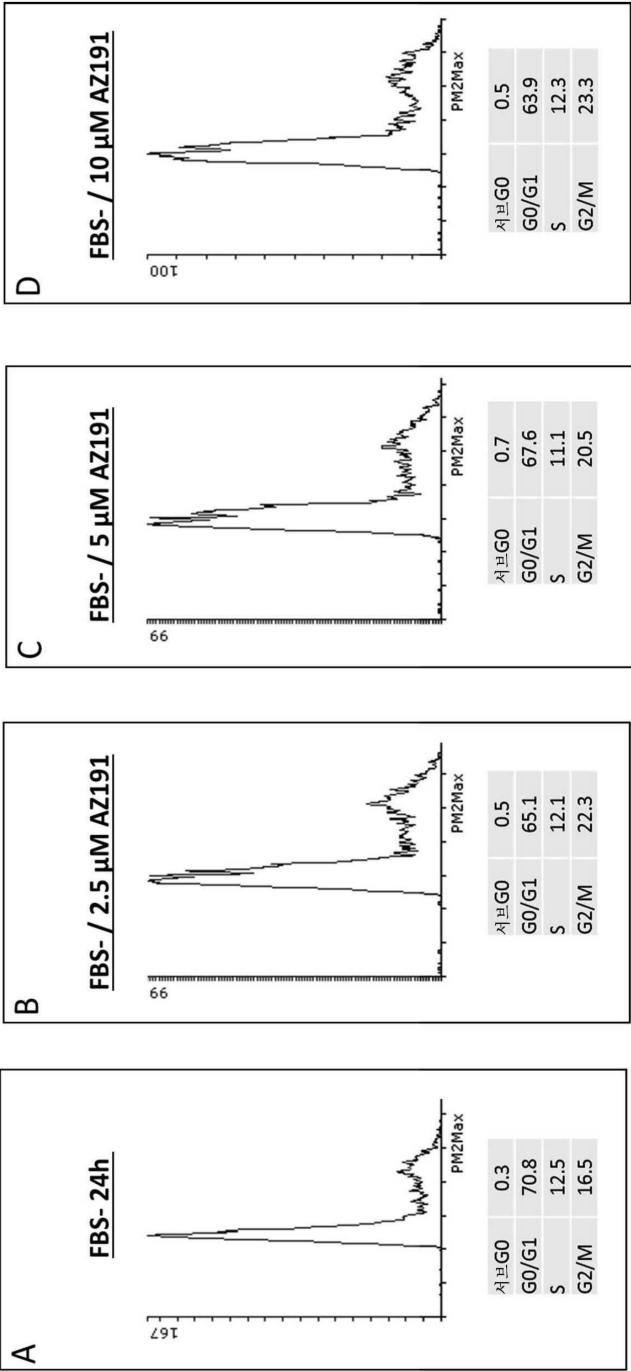 A
FBS- 24h
167
PM2Max
서브G0 0.3
G0/G1 70.8
S 12.5
G2/M 16.5
B
FBS- / 2.5 µM AZ191
99
PM2Max
서브G0 0.5
G0/G1 65.1
S 12.1
G2/M 22.3
C
FBS- / 5 µM AZ191
99
PM2Max
서브G0 0.7
G0/G1 67.6
S 11.1
G2/M 20.5
D
FBS- / 10 µM AZ191
100
PM2Max
서브G0 0.5
G0/G1 63.9
S 12.3
G2/M 23.3